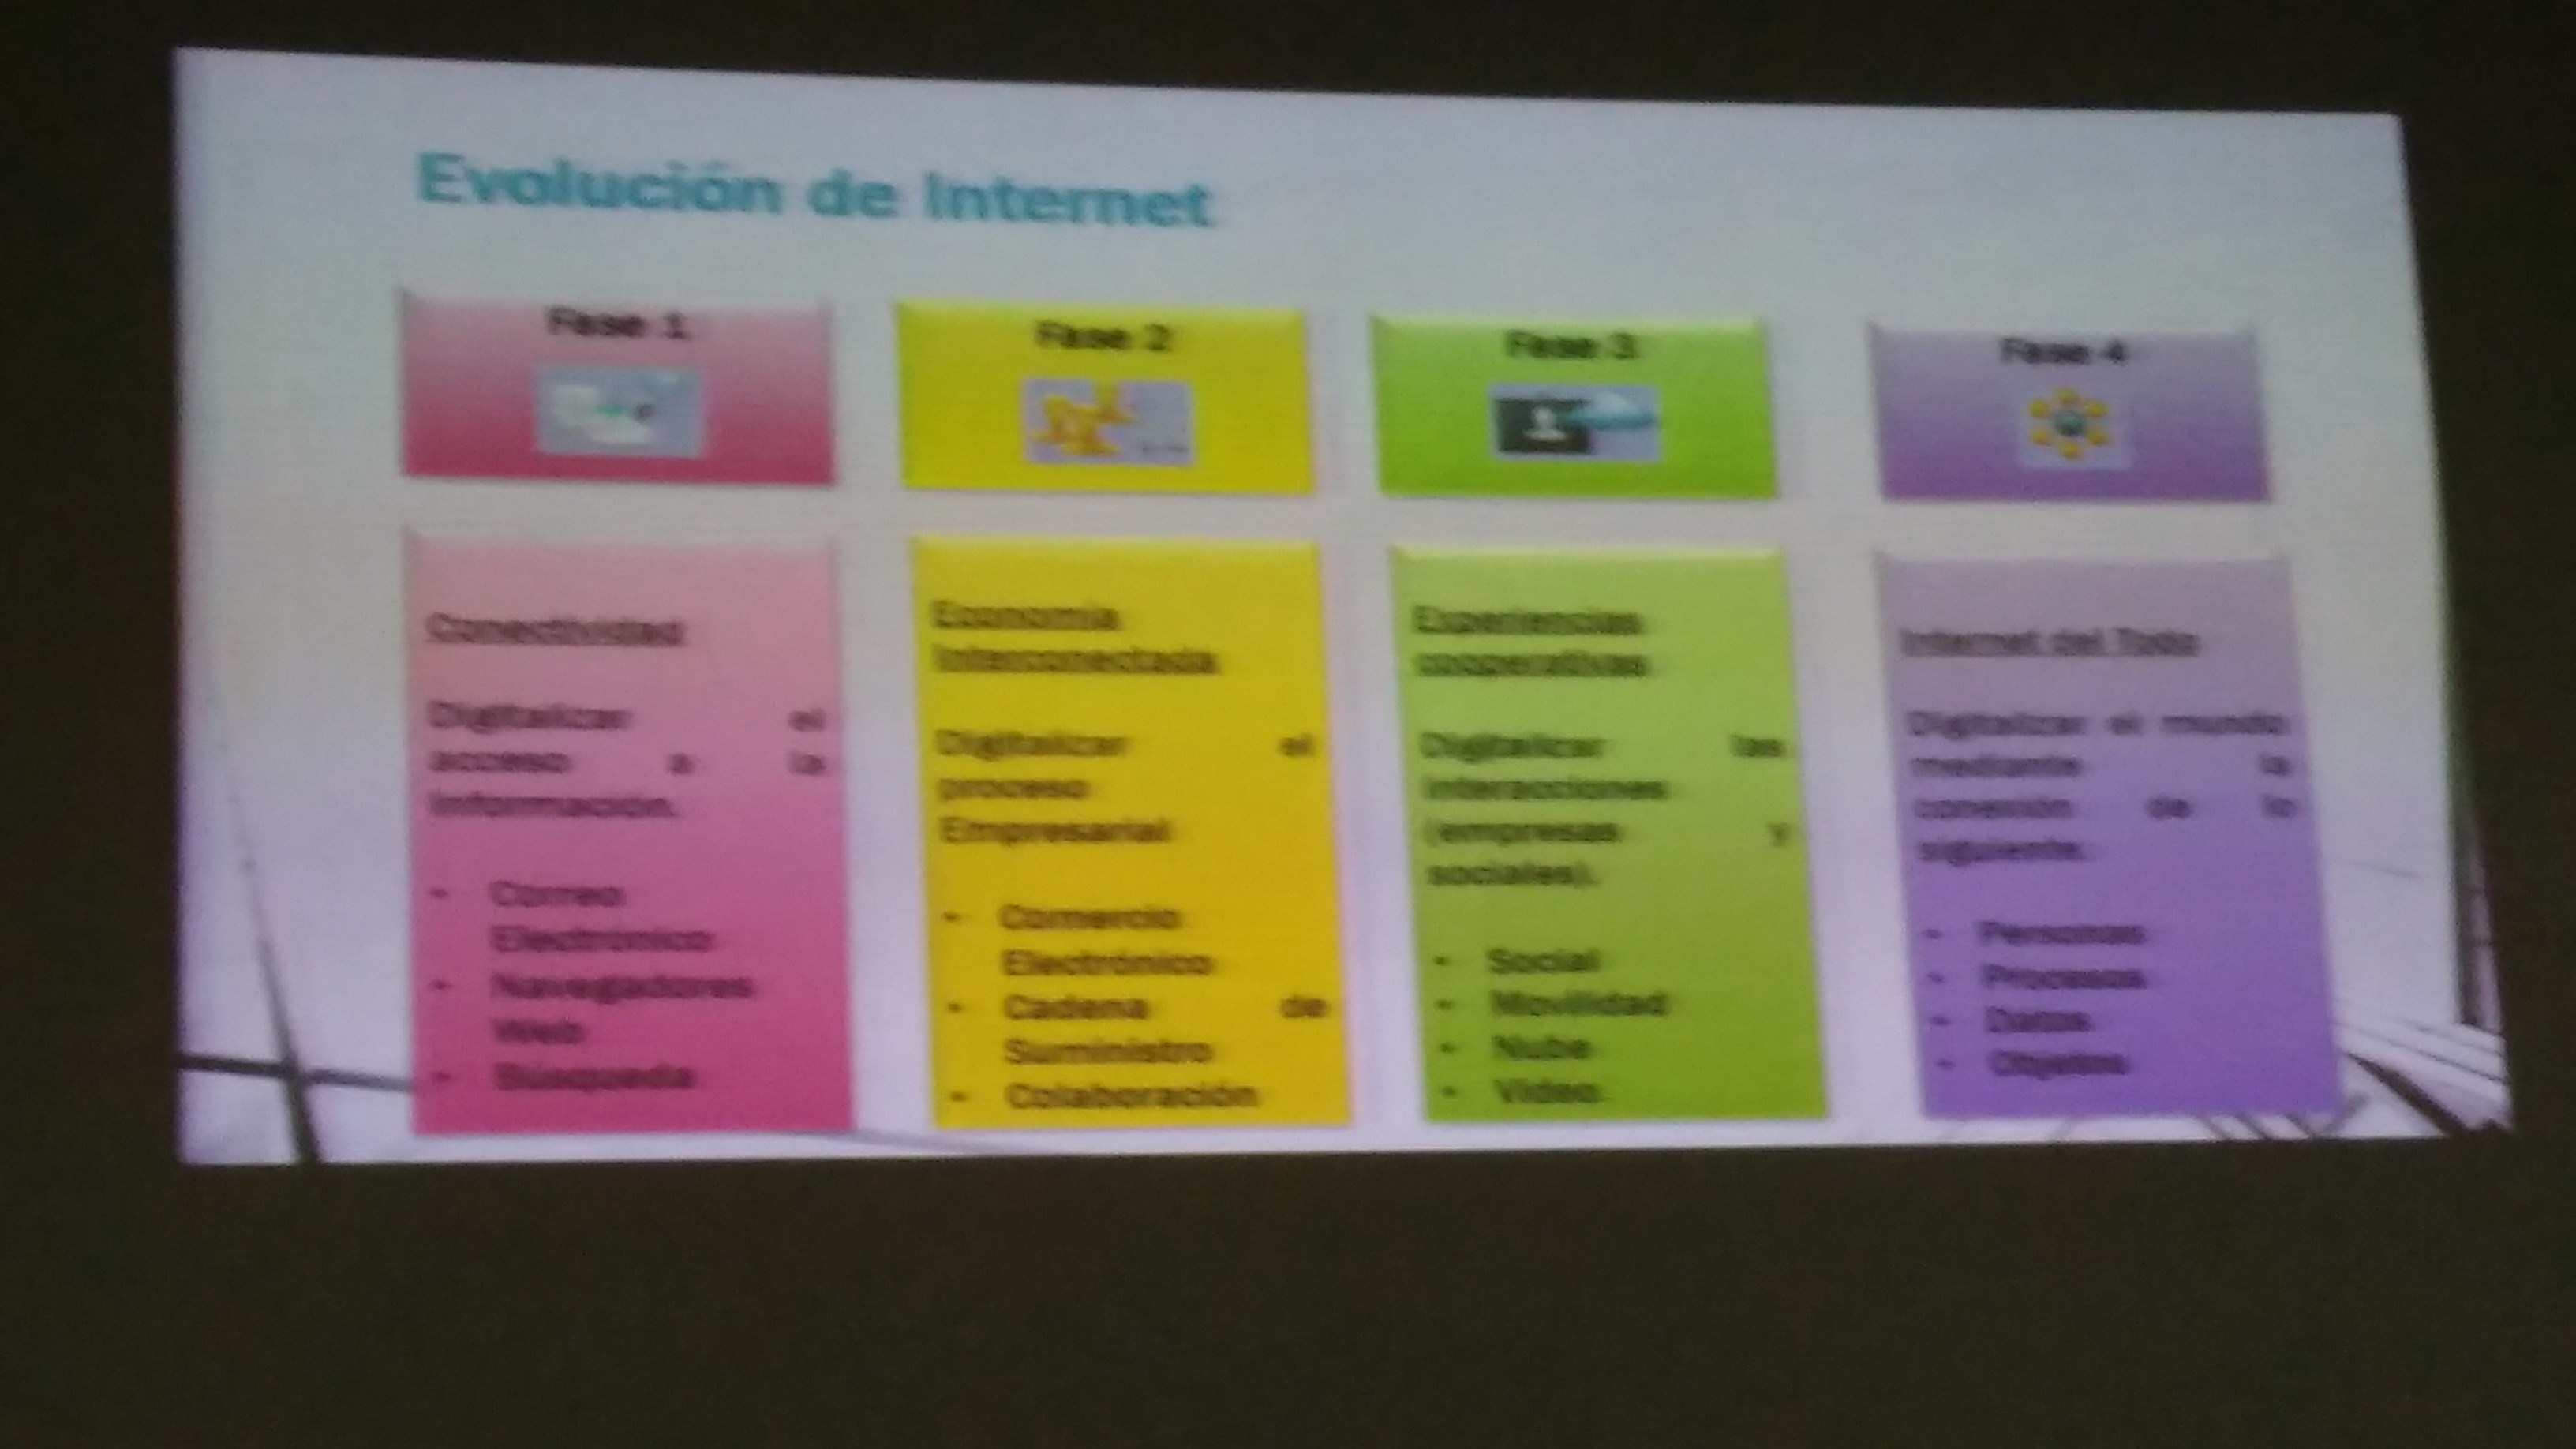 Evolución de Internet
Fase 1
Fase 2
Fase 3
Fase 4
Conectividad
Digitalizar el
acceso a la
información.
- Correo
Electrónico
- Navegadores
Web
- Búsqueda
Economía
Interconectada
Digitalizar el
proceso
Empresarial
- Comercio
Electrónico
- Cadena de
Suministro
- Colaboración
Experiencias
cooperativas
Digitalizar las
interacciones
(empresas y
sociales).
- Social
- Movilidad
- Nube
- Video
Internet del Todo
Digitalizar el mundo
mediante la
conexión de lo
siguiente.
- Personas
- Procesos
- Datos
- Objetos